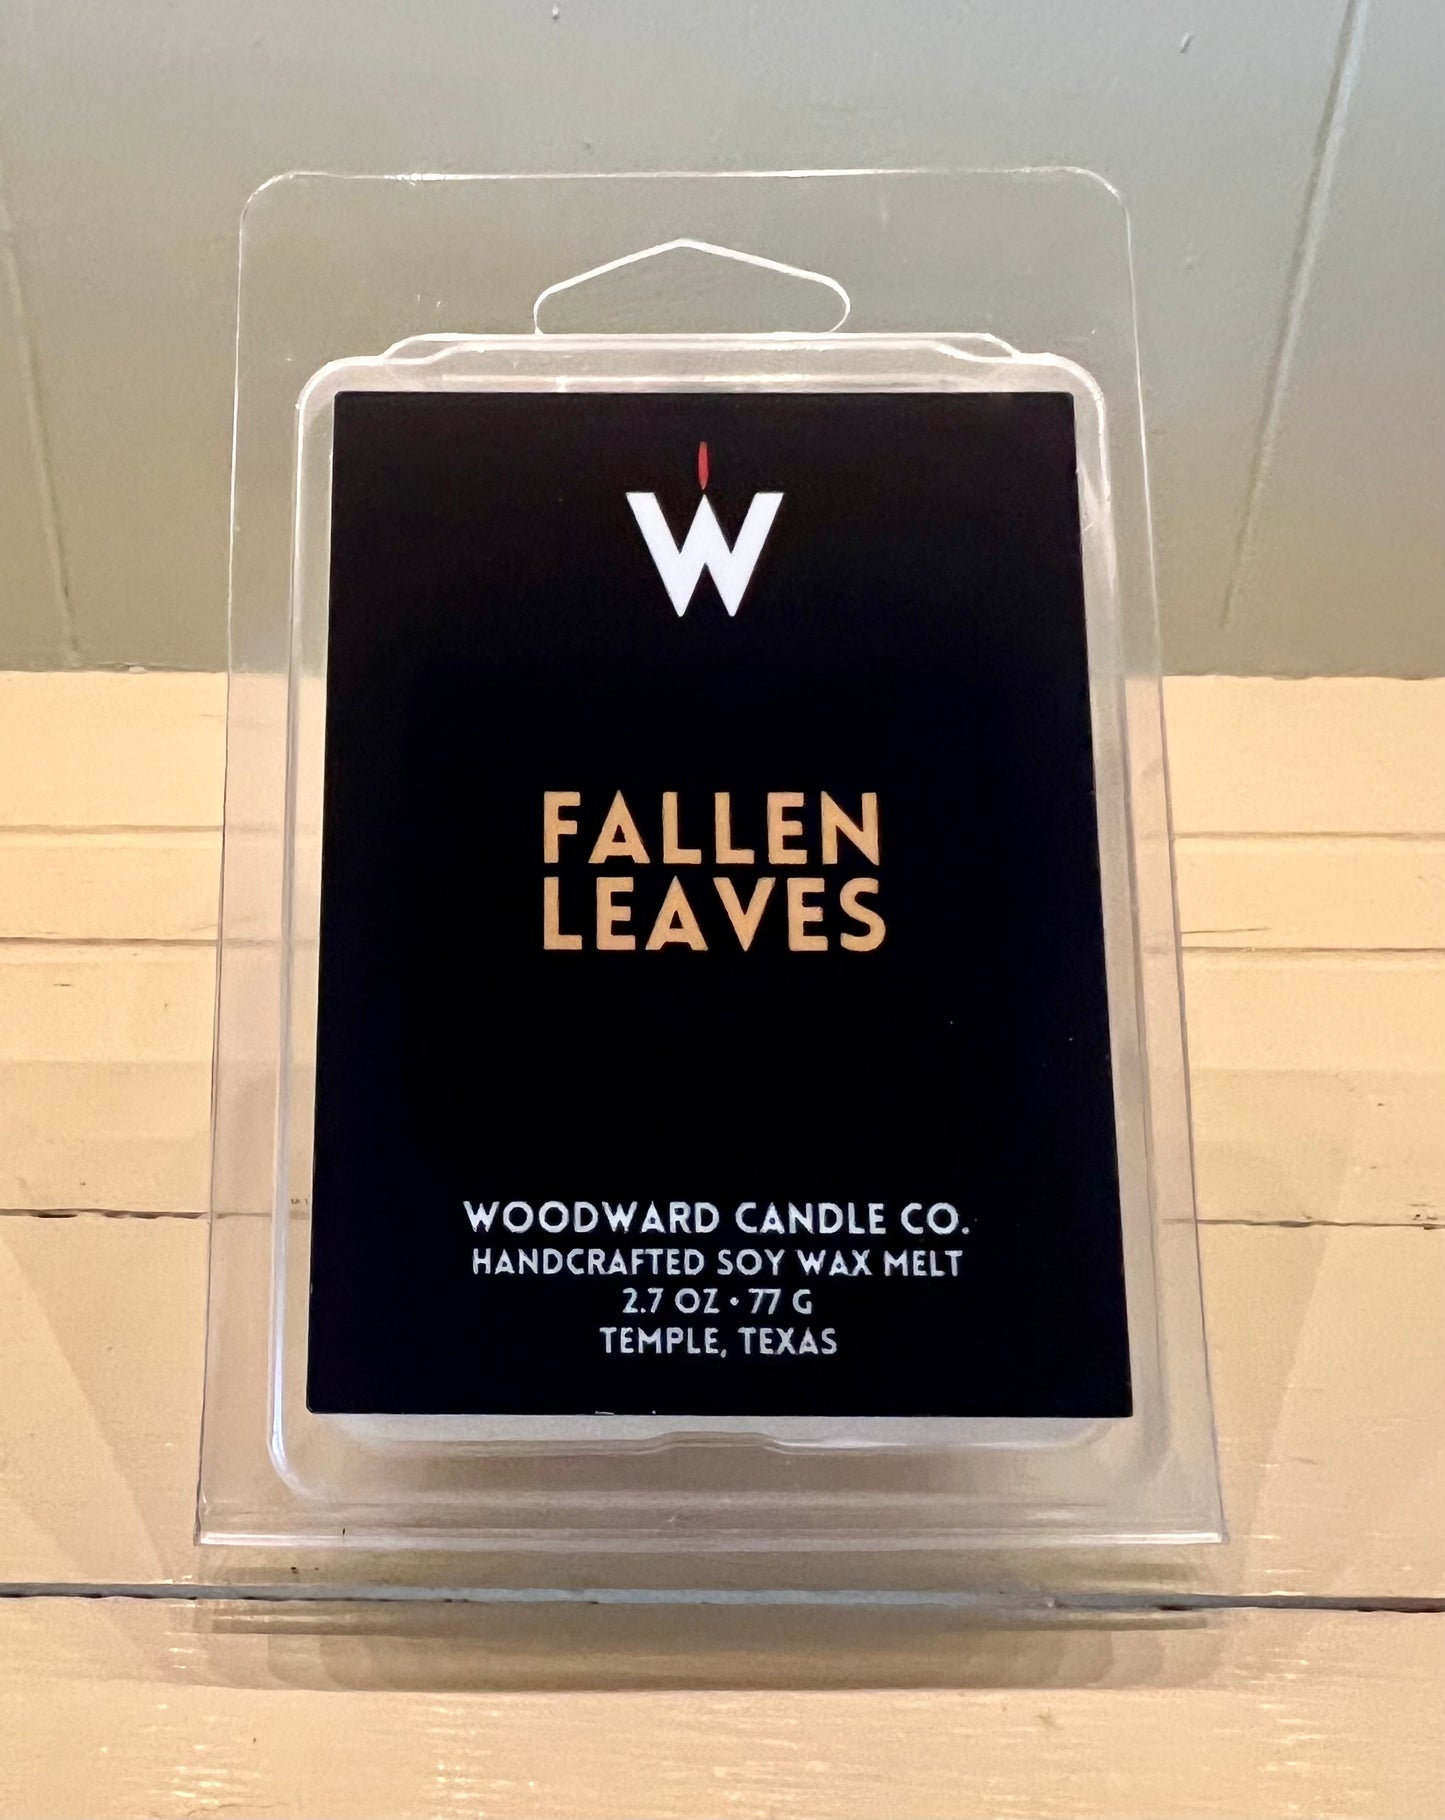 W
FALLEN
LEAVES
WOODWARD CANDLE CO.
HANDCRAFTED SOY WAX MELT
2.7 OZ • 77 G
TEMPLE, TEXAS